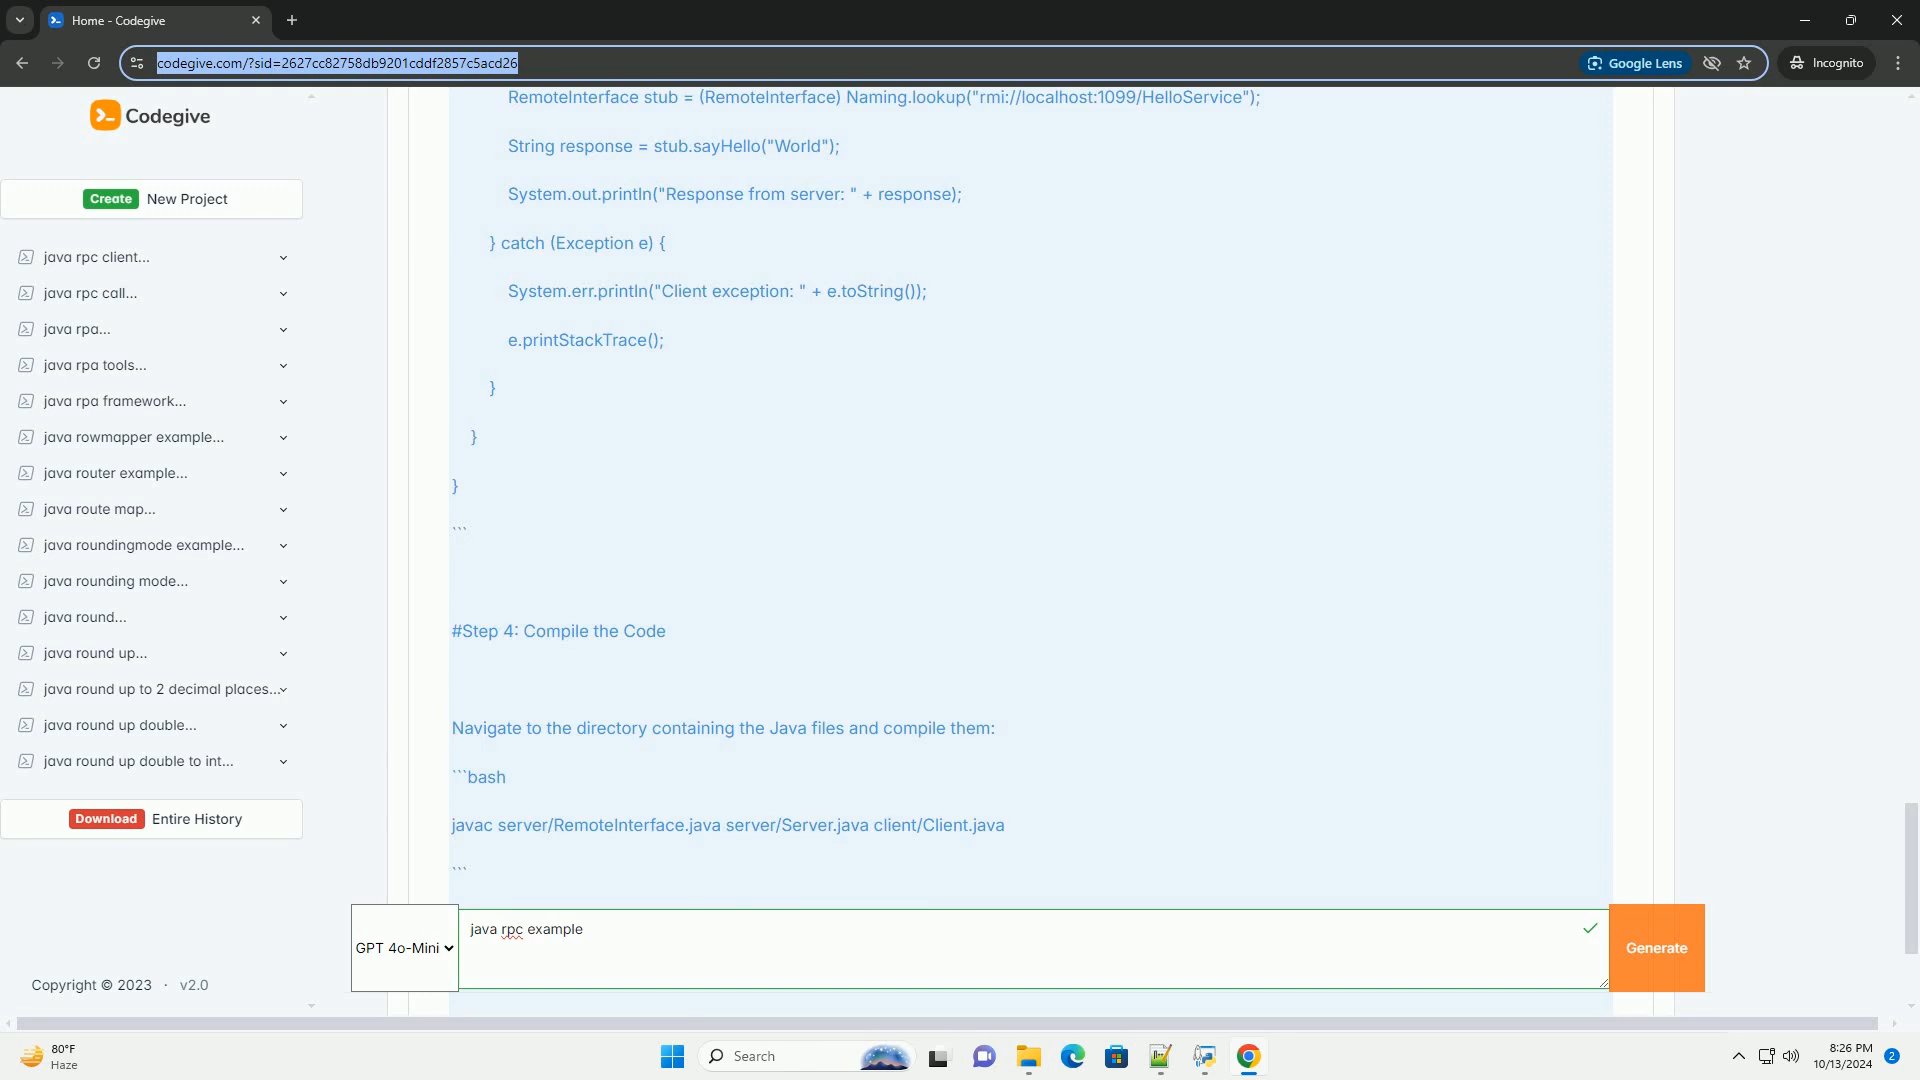 Home - Codegive
codegive.com/?sid=2627cc82758db9201cddf2857c5acd26
Google Lens
Incognito
Codegive
Create New Project
java rpc client...
java rpc call...
java rpa...
java rpa tools...
java rpa framework...
java rowmapper example...
java router example...
java route map...
java roundingmode example...
java rounding mode...
java round...
java round up...
java round up to 2 decimal places...
java round up double...
java round up double to int...
Download Entire History
Copyright © 2023 · v2.0
RemoteInterface stub = (RemoteInterface) Naming.lookup("rmi://localhost:1099/HelloService");
String response = stub.sayHello("World");
System.out.println("Response from server: " + response);
} catch (Exception e) {
System.err.println("Client exception: " + e.toString());
e.printStackTrace();
}
}
}
```
#Step 4: Compile the Code
Navigate to the directory containing the Java files and compile them:
```bash
javac server/RemoteInterface.java server/Server.java client/Client.java
```
GPT 4o-Mini
java rpc example
Generate
80°F
Haze
Search
8:26 PM
10/13/2024
2